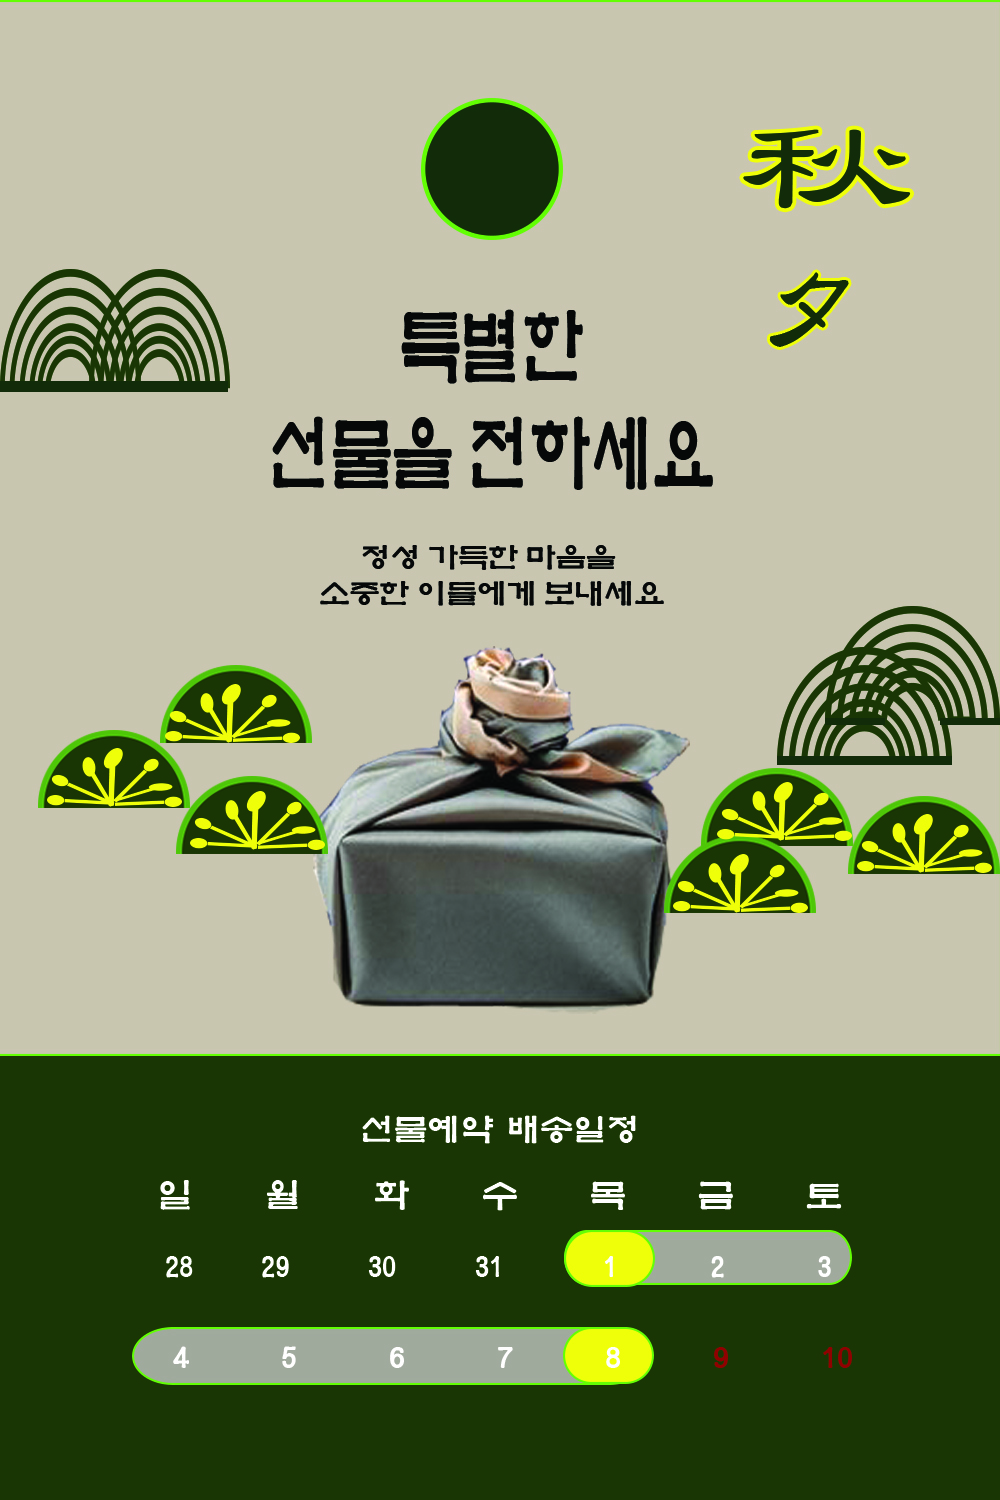 秋
夕
특별한
선물을 전하세요
정성 가득한 마음을
소중한 이들에게 보내세요
선물예약 배송일정
일 월 화 수 목 금 토
28 29 30 31 1 2 3
4 5 6 7 8 9 10